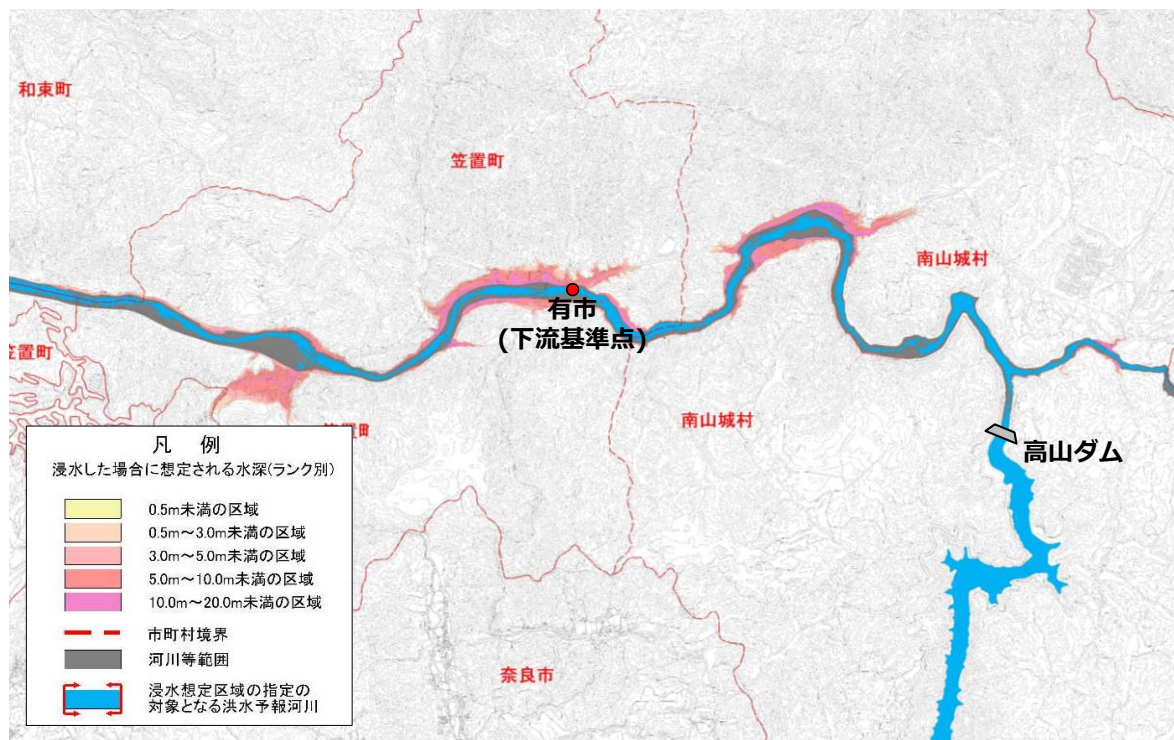 和束町
笠置町
南山城村
有市
(下流基準点)
笠置町
南山城村
高山ダム
奈良市
凡 例
浸水した場合に想定される水深(ランク別)
0.5m未満の区域
0.5m～3.0m未満の区域
3.0m～5.0m未満の区域
5.0m～10.0m未満の区域
10.0m～20.0m未満の区域
市町村境界
河川等範囲
浸水想定区域の指定の
対象となる洪水予報河川